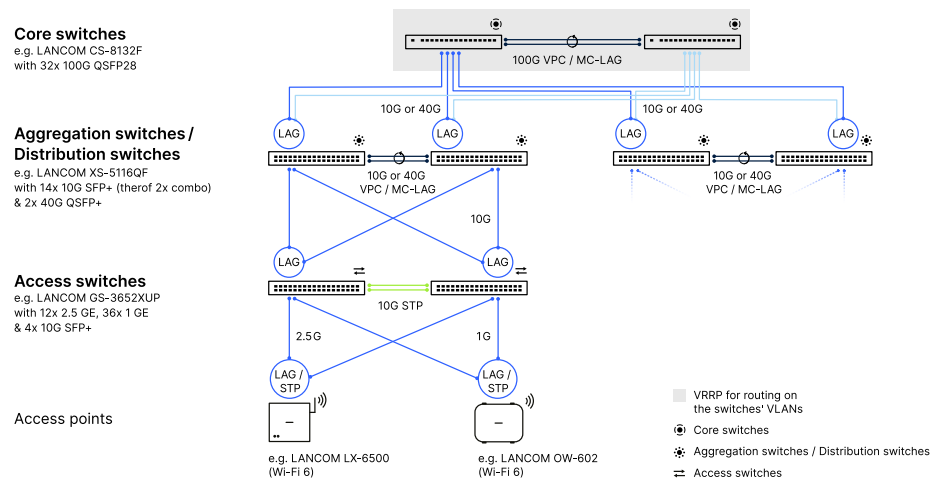 Core switches
e.g. LANCOM CS-8132F
with 32x 100G QSFP28
100G VPC / MC-LAG
10G or 40G
10G or 40G
LAG
LAG
LAG
LAG
Aggregation switches /
Distribution switches
e.g. LANCOM XS-5116QF
with 14x 10G SFP+ (therof 2x combo)
& 2x 40G QSFP+
10G or 40G
VPC / MC-LAG
10G or 40G
VPC / MC-LAG
10G
LAG
LAG
Access switches
e.g. LANCOM GS-3652XUP
with 12x 2.5 GE, 36x 1 GE
& 4x 10G SFP+
10G STP
2.5G
1G
LAG /
STP
LAG /
STP
Access points
e.g. LANCOM LX-6500
(Wi-Fi 6)
e.g. LANCOM OW-602
(Wi-Fi 6)
VRRP for routing on
the switches' VLANs
Core switches
Aggregation switches / Distribution switches
Access switches